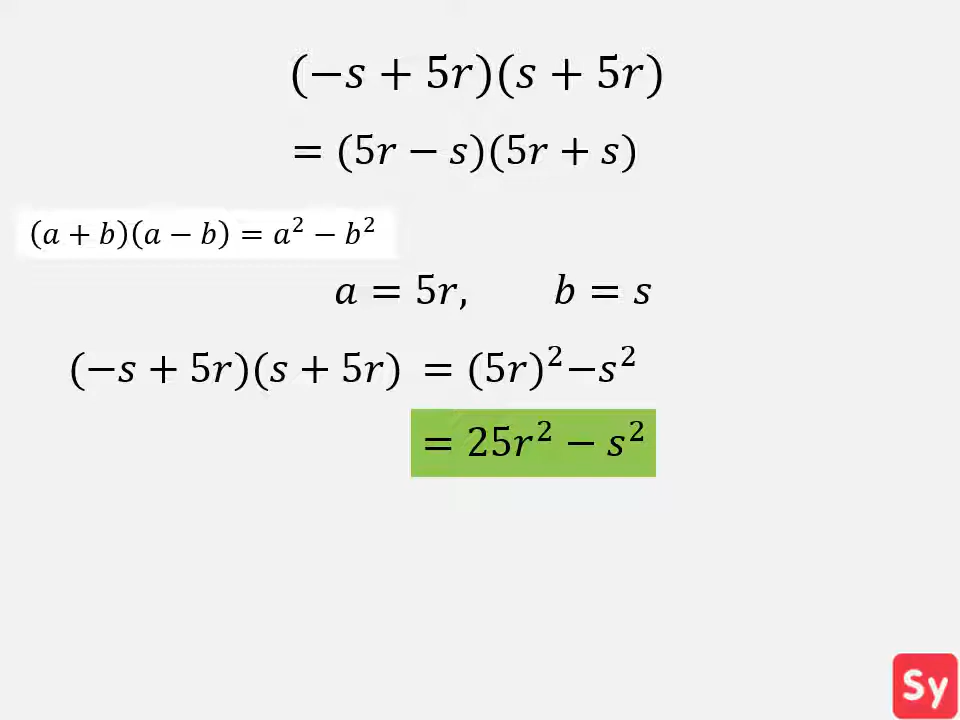 (−s + 5r)(s + 5r)
= (5r − s)(5r + s)
(a + b)(a − b) = a² − b²
a = 5r, b = s
(−s + 5r)(s + 5r) = (5r)²−s²
= 25r² − s²
Sy